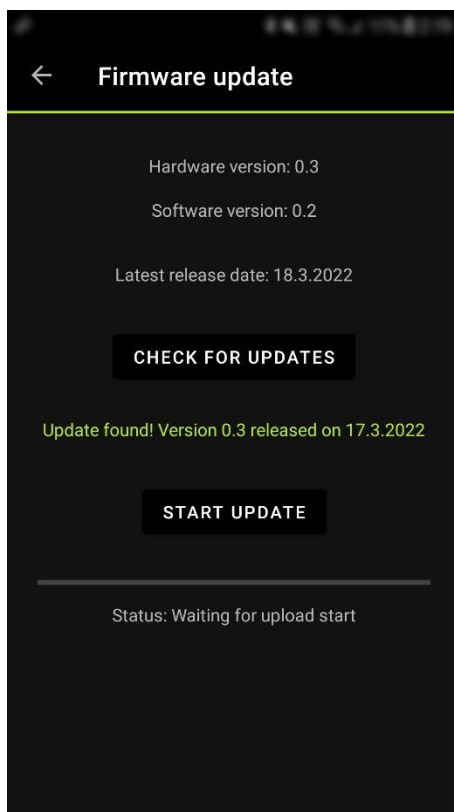 Firmware update
Hardware version: 0.3
Software version: 0.2
Latest release date: 18.3.2022
CHECK FOR UPDATES
Update found! Version 0.3 released on 17.3.2022
START UPDATE
Status: Waiting for upload start